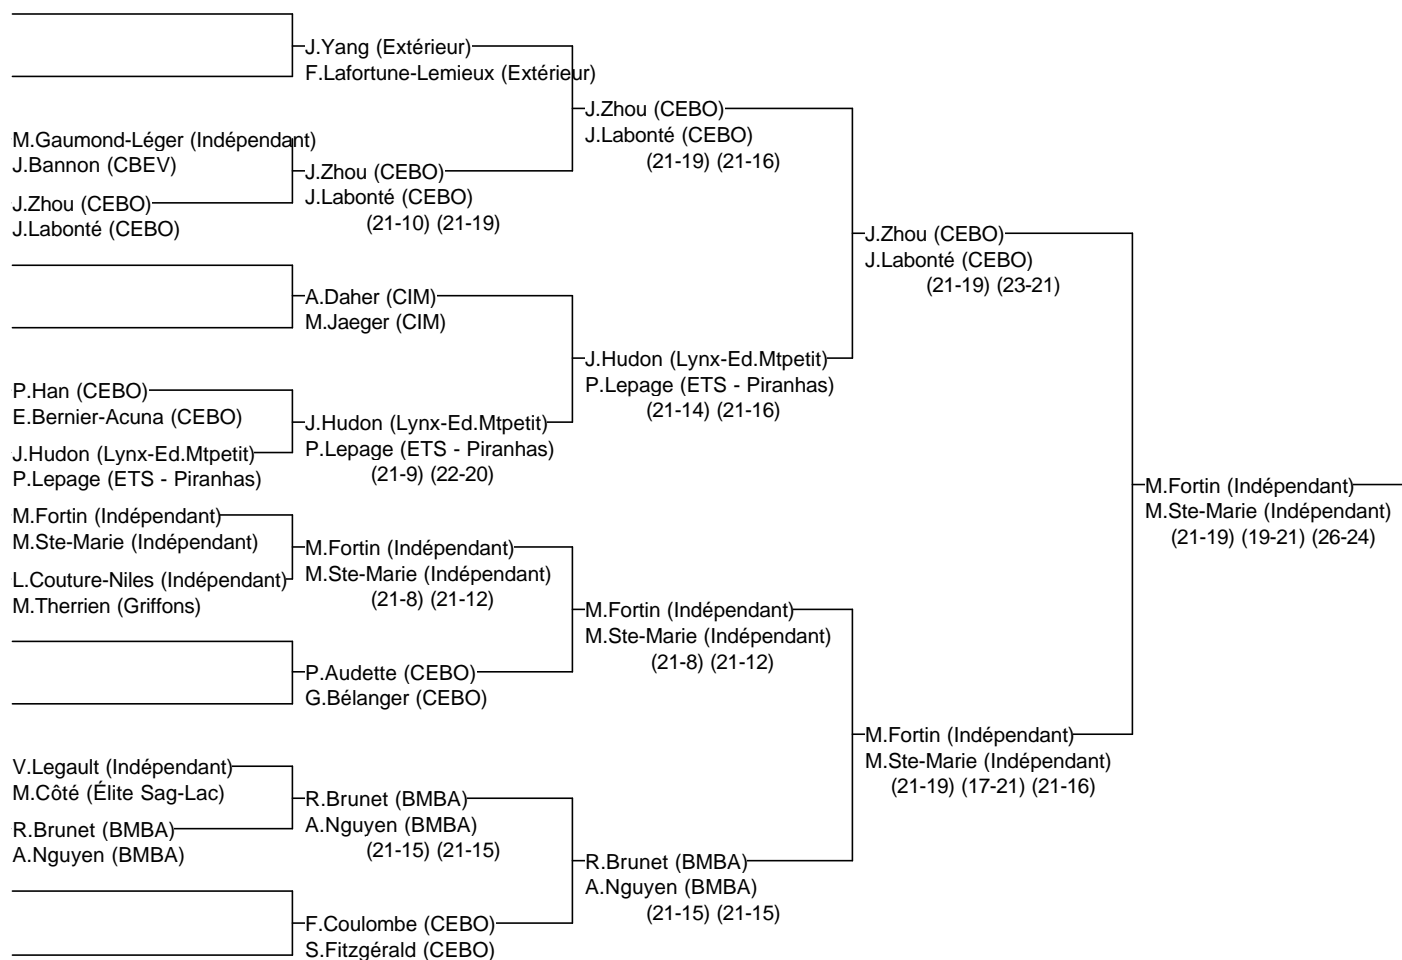 J.Yang (Extérieur)
F.Lafortune-Lemieux (Extérieur)
J.Zhou (CEBO)
J.Labonté (CEBO)
(21-19) (21-16)
M.Gaumond-Léger (Indépendant)
J.Bannon (CBEV)
J.Zhou (CEBO)
J.Labonté (CEBO)
(21-10) (21-19)
J.Zhou (CEBO)
J.Labonté (CEBO)
J.Zhou (CEBO)
J.Labonté (CEBO)
(21-19) (23-21)
A.Daher (CIM)
M.Jaeger (CIM)
J.Hudon (Lynx-Ed.Mtpetit)
P.Lepage (ETS - Piranhas)
(21-14) (21-16)
P.Han (CEBO)
E.Bernier-Acuna (CEBO)
J.Hudon (Lynx-Ed.Mtpetit)
P.Lepage (ETS - Piranhas)
(21-9) (22-20)
J.Hudon (Lynx-Ed.Mtpetit)
P.Lepage (ETS - Piranhas)
M.Fortin (Indépendant)
M.Ste-Marie (Indépendant)
(21-19) (19-21) (26-24)
M.Fortin (Indépendant)
M.Ste-Marie (Indépendant)
M.Fortin (Indépendant)
M.Ste-Marie (Indépendant)
(21-8) (21-12)
L.Couture-Niles (Indépendant)
M.Therrien (Griffons)
M.Fortin (Indépendant)
M.Ste-Marie (Indépendant)
(21-8) (21-12)
P.Audette (CEBO)
G.Bélanger (CEBO)
M.Fortin (Indépendant)
M.Ste-Marie (Indépendant)
(21-19) (17-21) (21-16)
V.Legault (Indépendant)
M.Côté (Élite Sag-Lac)
R.Brunet (BMBA)
A.Nguyen (BMBA)
(21-15) (21-15)
R.Brunet (BMBA)
A.Nguyen (BMBA)
R.Brunet (BMBA)
A.Nguyen (BMBA)
(21-15) (21-15)
F.Coulombe (CEBO)
S.Fitzgérald (CEBO)